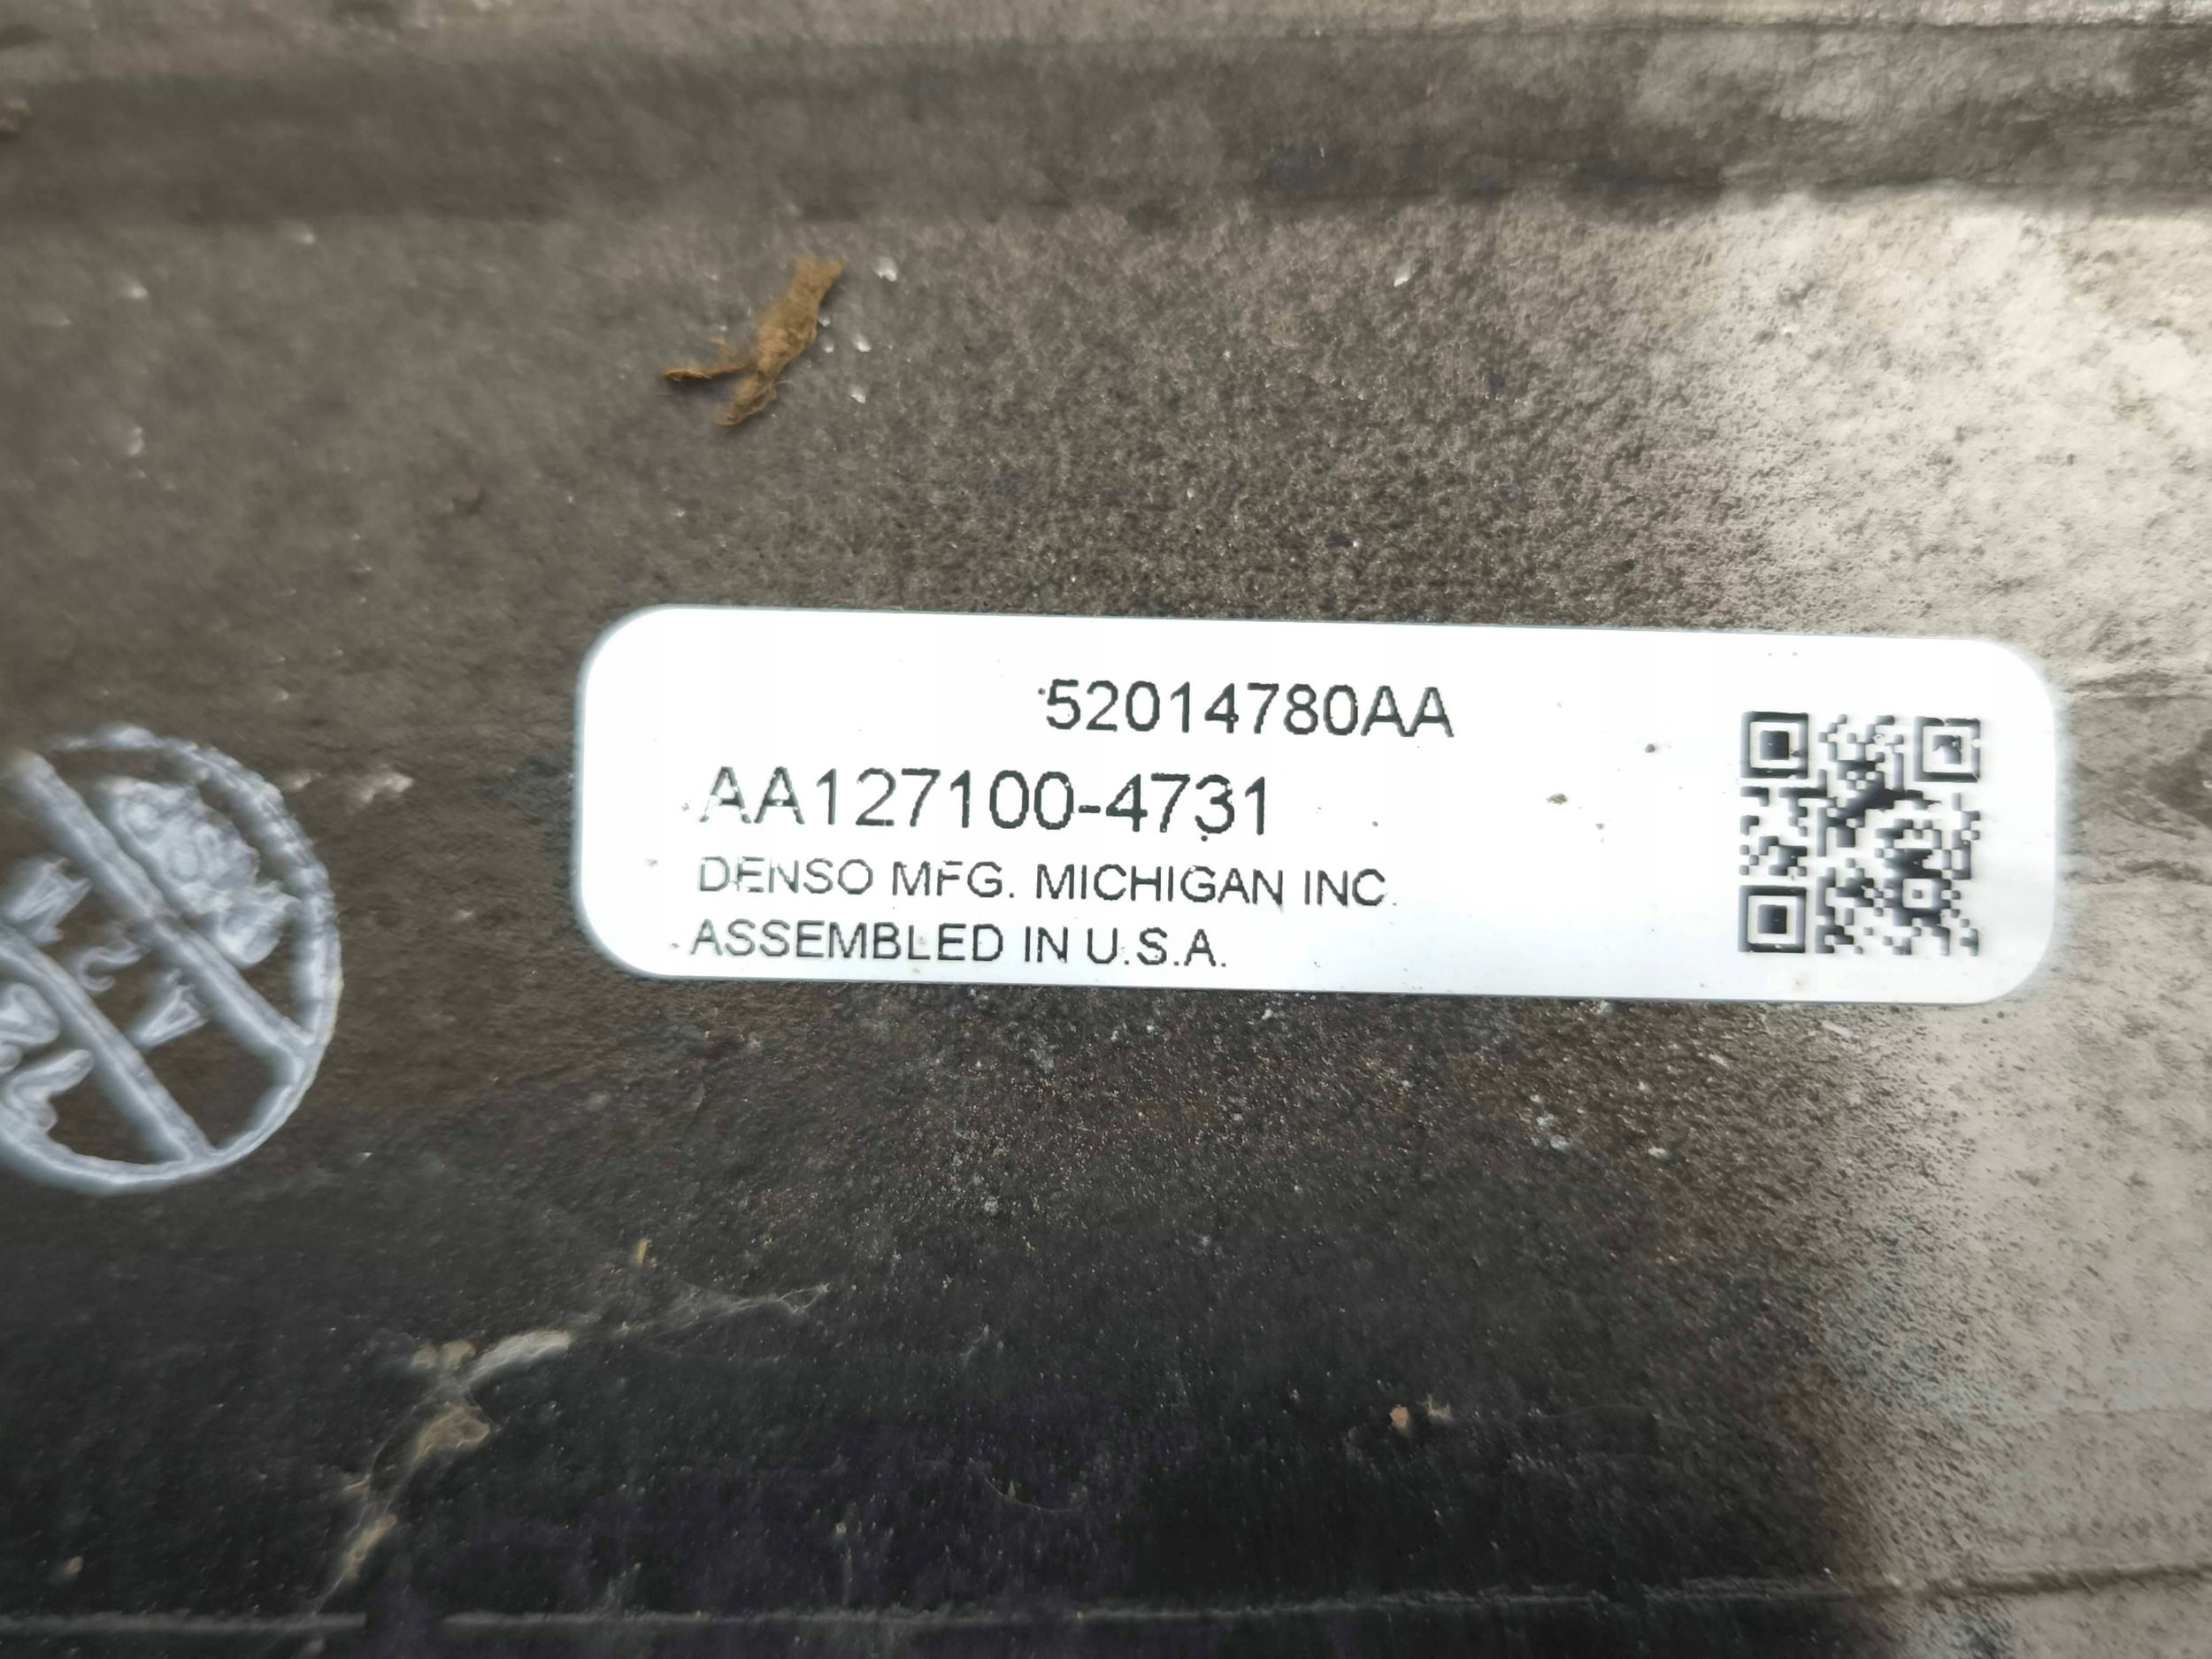 52014780AA
AA127100-4731
DENSO MFG. MICHIGAN INC.
ASSEMBLED IN U.S.A.